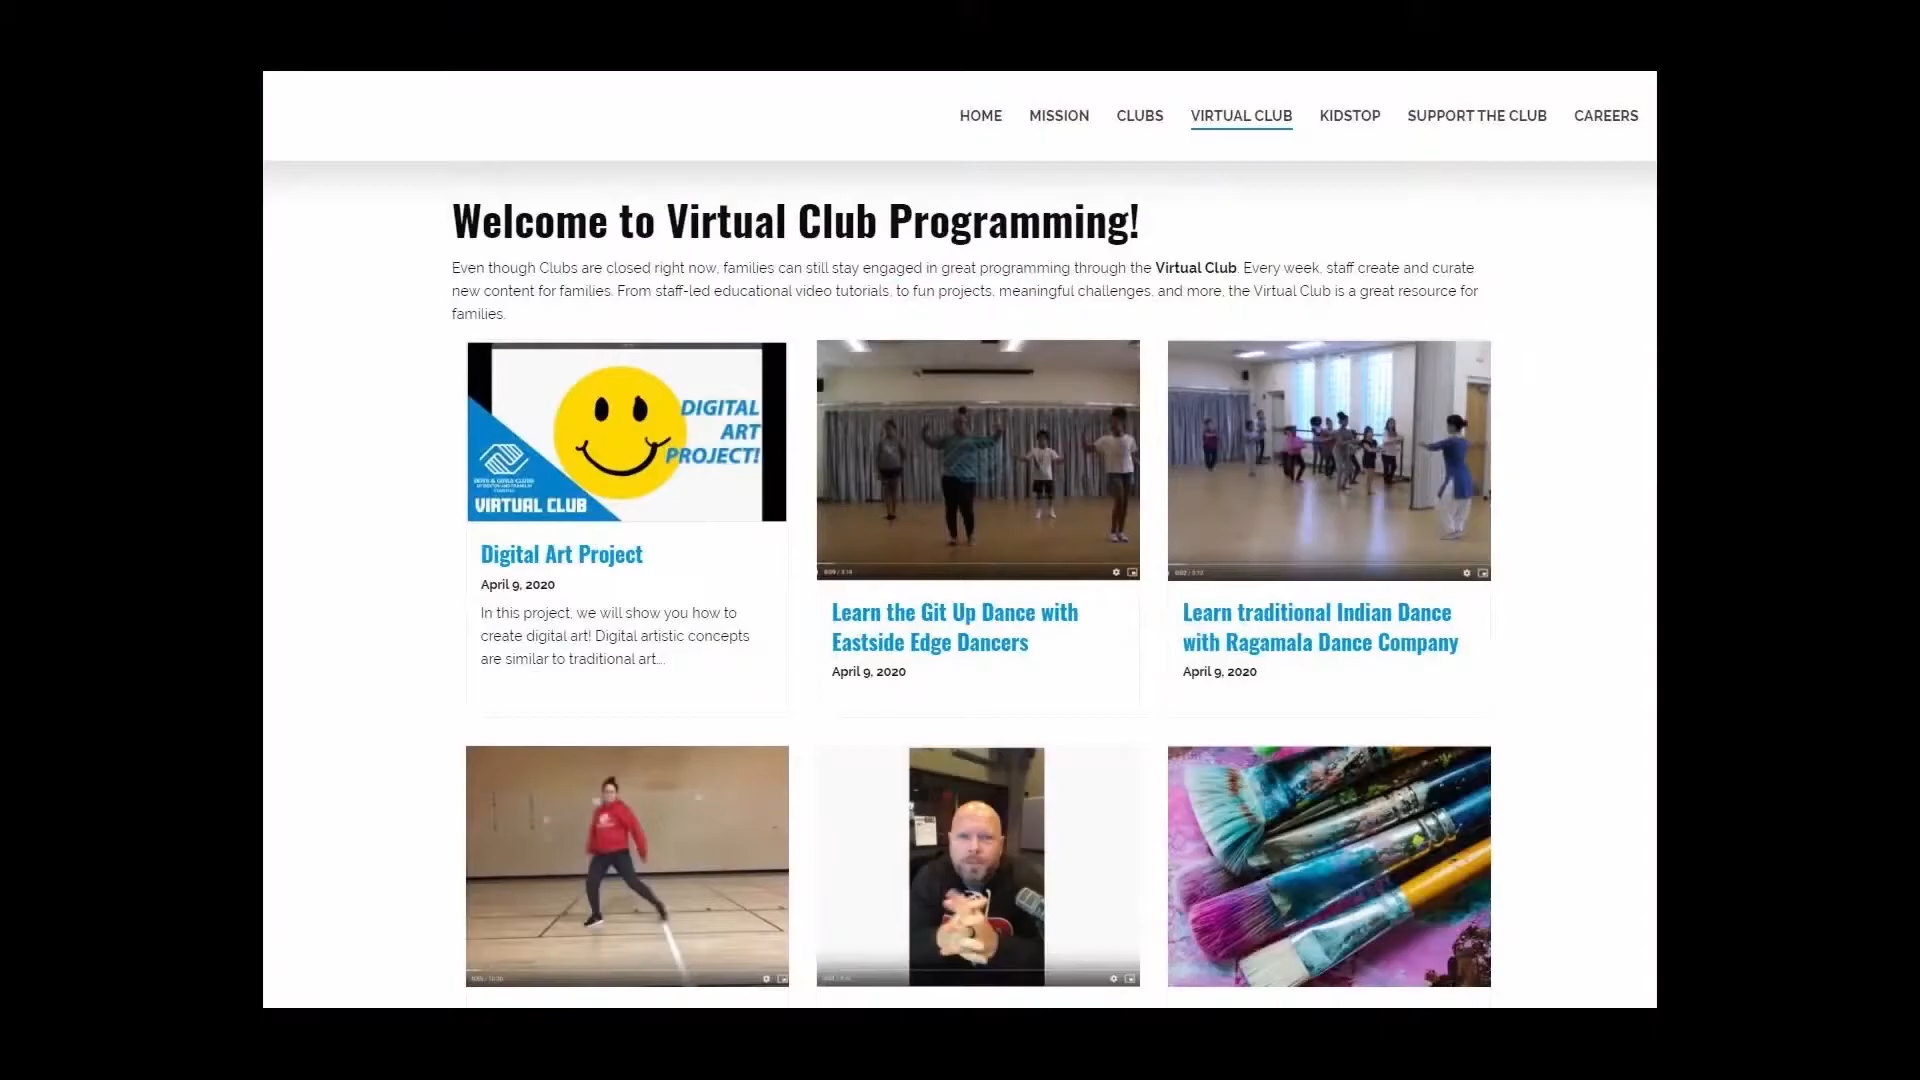 HOME MISSION CLUBS VIRTUAL CLUB KIDSTOP SUPPORT THE CLUB CAREERS
Welcome to Virtual Club Programming!
Even though Clubs are closed right now, families can still stay engaged in great programming through the Virtual Club. Every week, staff create and curate
new content for families. From staff-led educational video tutorials, to fun projects, meaningful challenges, and more, the Virtual Club is a great resource for
families.
DIGITAL
ART
PROJECT!
BOYS & GIRLS CLUBS
VIRTUAL CLUB
Digital Art Project
April 9, 2020
In this project, we will show you how to
create digital art! Digital artistic concepts
are similar to traditional art....
Learn the Git Up Dance with
Eastside Edge Dancers
April 9, 2020
Learn traditional Indian Dance
with Ragamala Dance Company
April 9, 2020